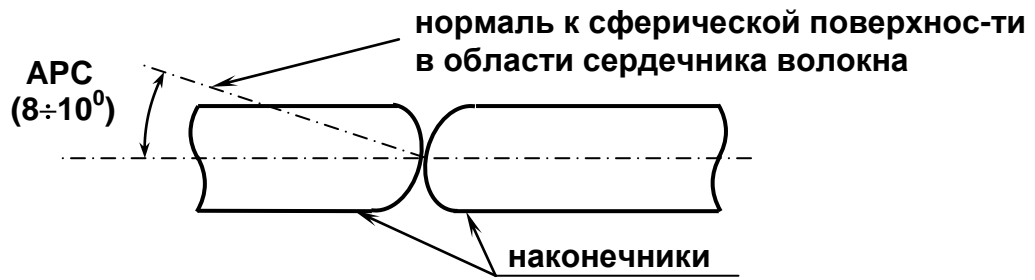 нормаль к сферической поверхнос-ти
в области сердечника волокна
APC
(8÷10⁰)
наконечники